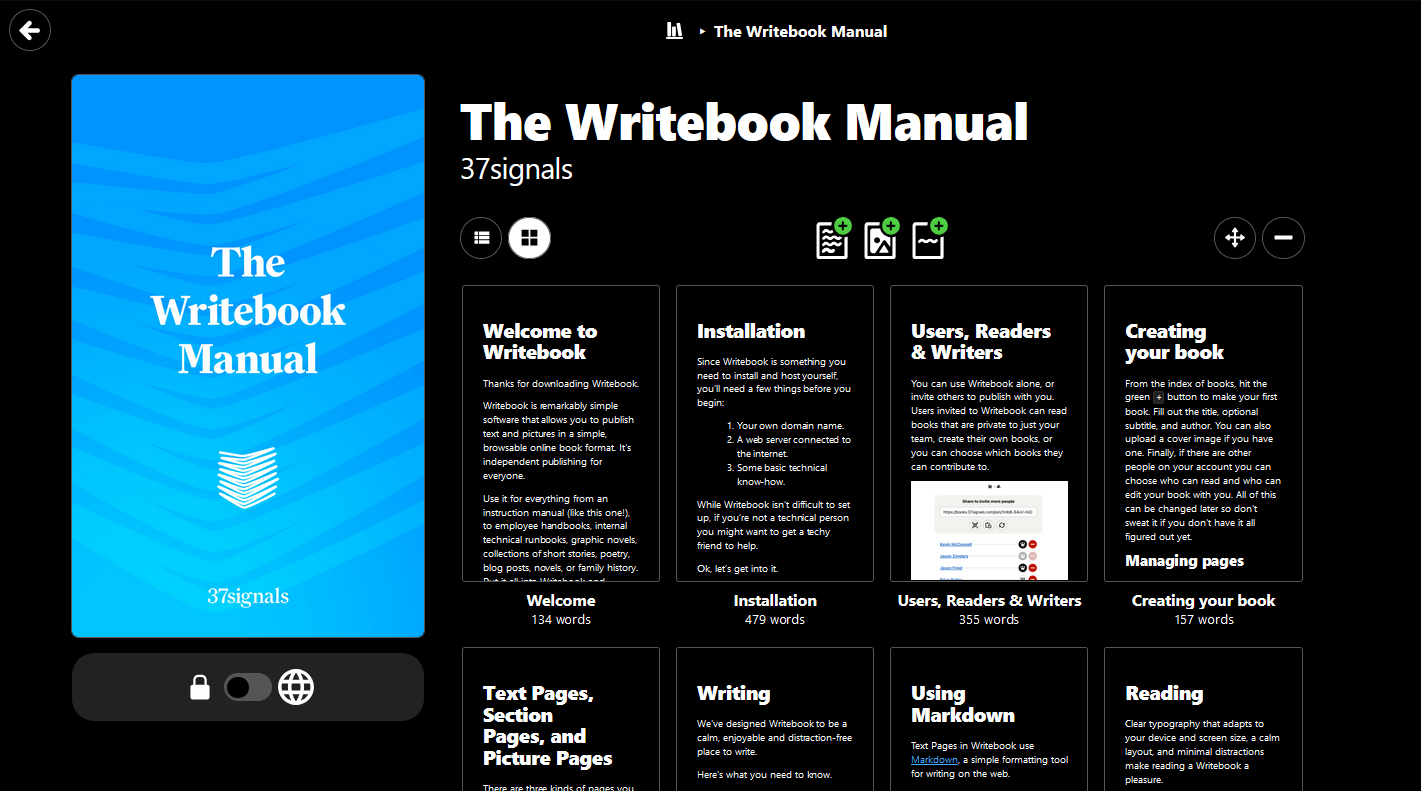 The Writebook Manual
The
Writebook
Manual
37signals
The Writebook Manual
37signals
Welcome to
Writebook
Thanks for downloading Writebook.
Writebook is remarkably simple
software that allows you to publish
text and pictures in a simple,
browsable online book format. It's
independent publishing for
everyone.
Use it for everything from an
instruction manual (like this one!),
to employee handbooks, internal
technical runbooks, graphic novels,
collections of short stories, poetry,
blog posts, novels, or family history.
Put it all into Writebook and
Welcome
134 words
Installation
Since Writebook is something you
need to install and host yourself,
you'll need a few things before you
begin:
1. Your own domain name.
2. A web server connected to
the internet.
3. Some basic technical
know-how.
While Writebook isn't difficult to set
up, if you're not a technical person
you might want to get a techy
friend to help.
Ok, let's get into it.
Installation
479 words
Users, Readers
& Writers
You can use Writebook alone, or
invite others to publish with you.
Users invited to Writebook can read
books that are private to just your
team, create their own books, or
you can choose which books they
can contribute to.
Share to invite more people
Kevin McConnell
Jason Zimdars
Jason Fried
Users, Readers & Writers
355 words
Creating
your book
From the index of books, hit the
green + button to make your first
book. Fill out the title, optional
subtitle, and author. You can also
upload a cover image if you have
one. Finally, if there are other
people on your account you can
choose who can read and who can
edit your book with you. All of this
can be changed later so don't
sweat it if you don't have it all
figured out yet.
Managing pages
Creating your book
157 words
Text Pages,
Section
Pages, and
Picture Pages
There are three kinds of pages you
Writing
We've designed Writebook to be a
calm, enjoyable and distraction-free
place to write.
Here's what you need to know.
Using
Markdown
Text Pages in Writebook use
Markdown, a simple formatting tool
for writing on the web.
Reading
Clear typography that adapts to
your device and screen size, a calm
layout, and minimal distractions
make reading a Writebook a
pleasure.